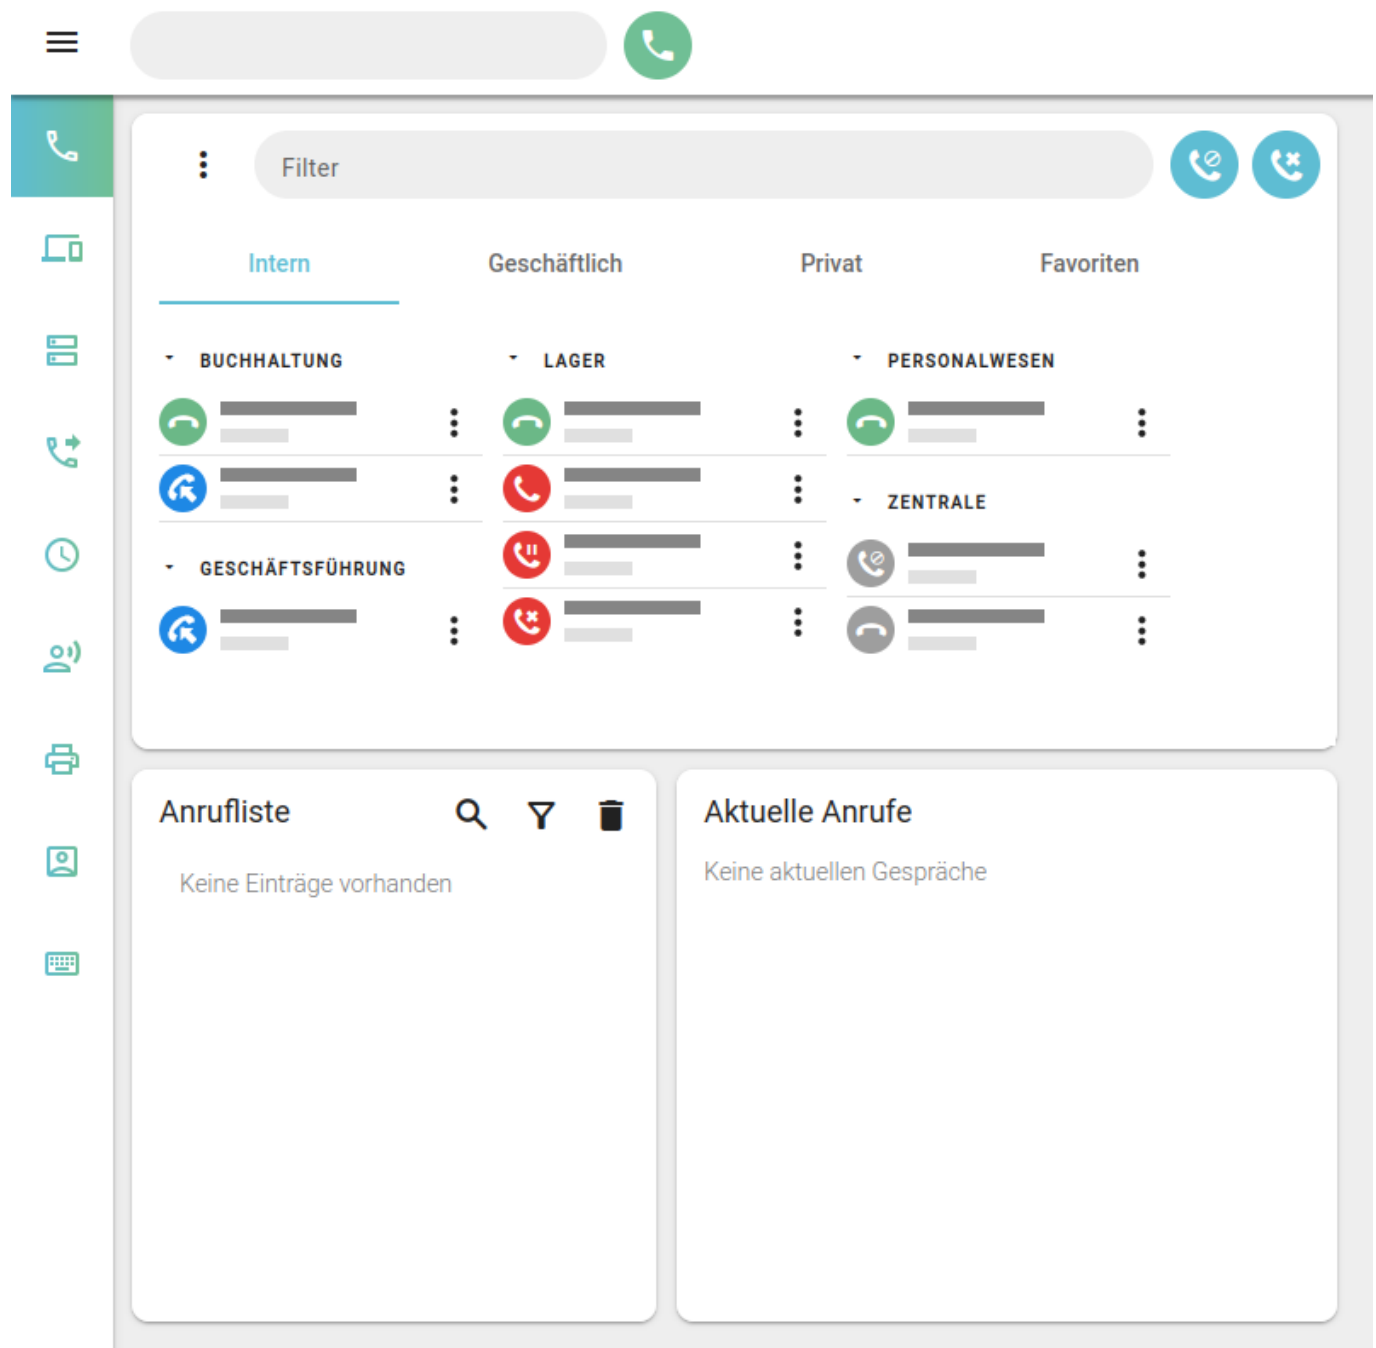 Filter
Intern
Geschäftlich
Privat
Favoriten
BUCHHALTUNG
LAGER
PERSONALWESEN
ZENTRALE
GESCHÄFTSFÜHRUNG
Anrufliste
Keine Einträge vorhanden
Aktuelle Anrufe
Keine aktuellen Gespräche